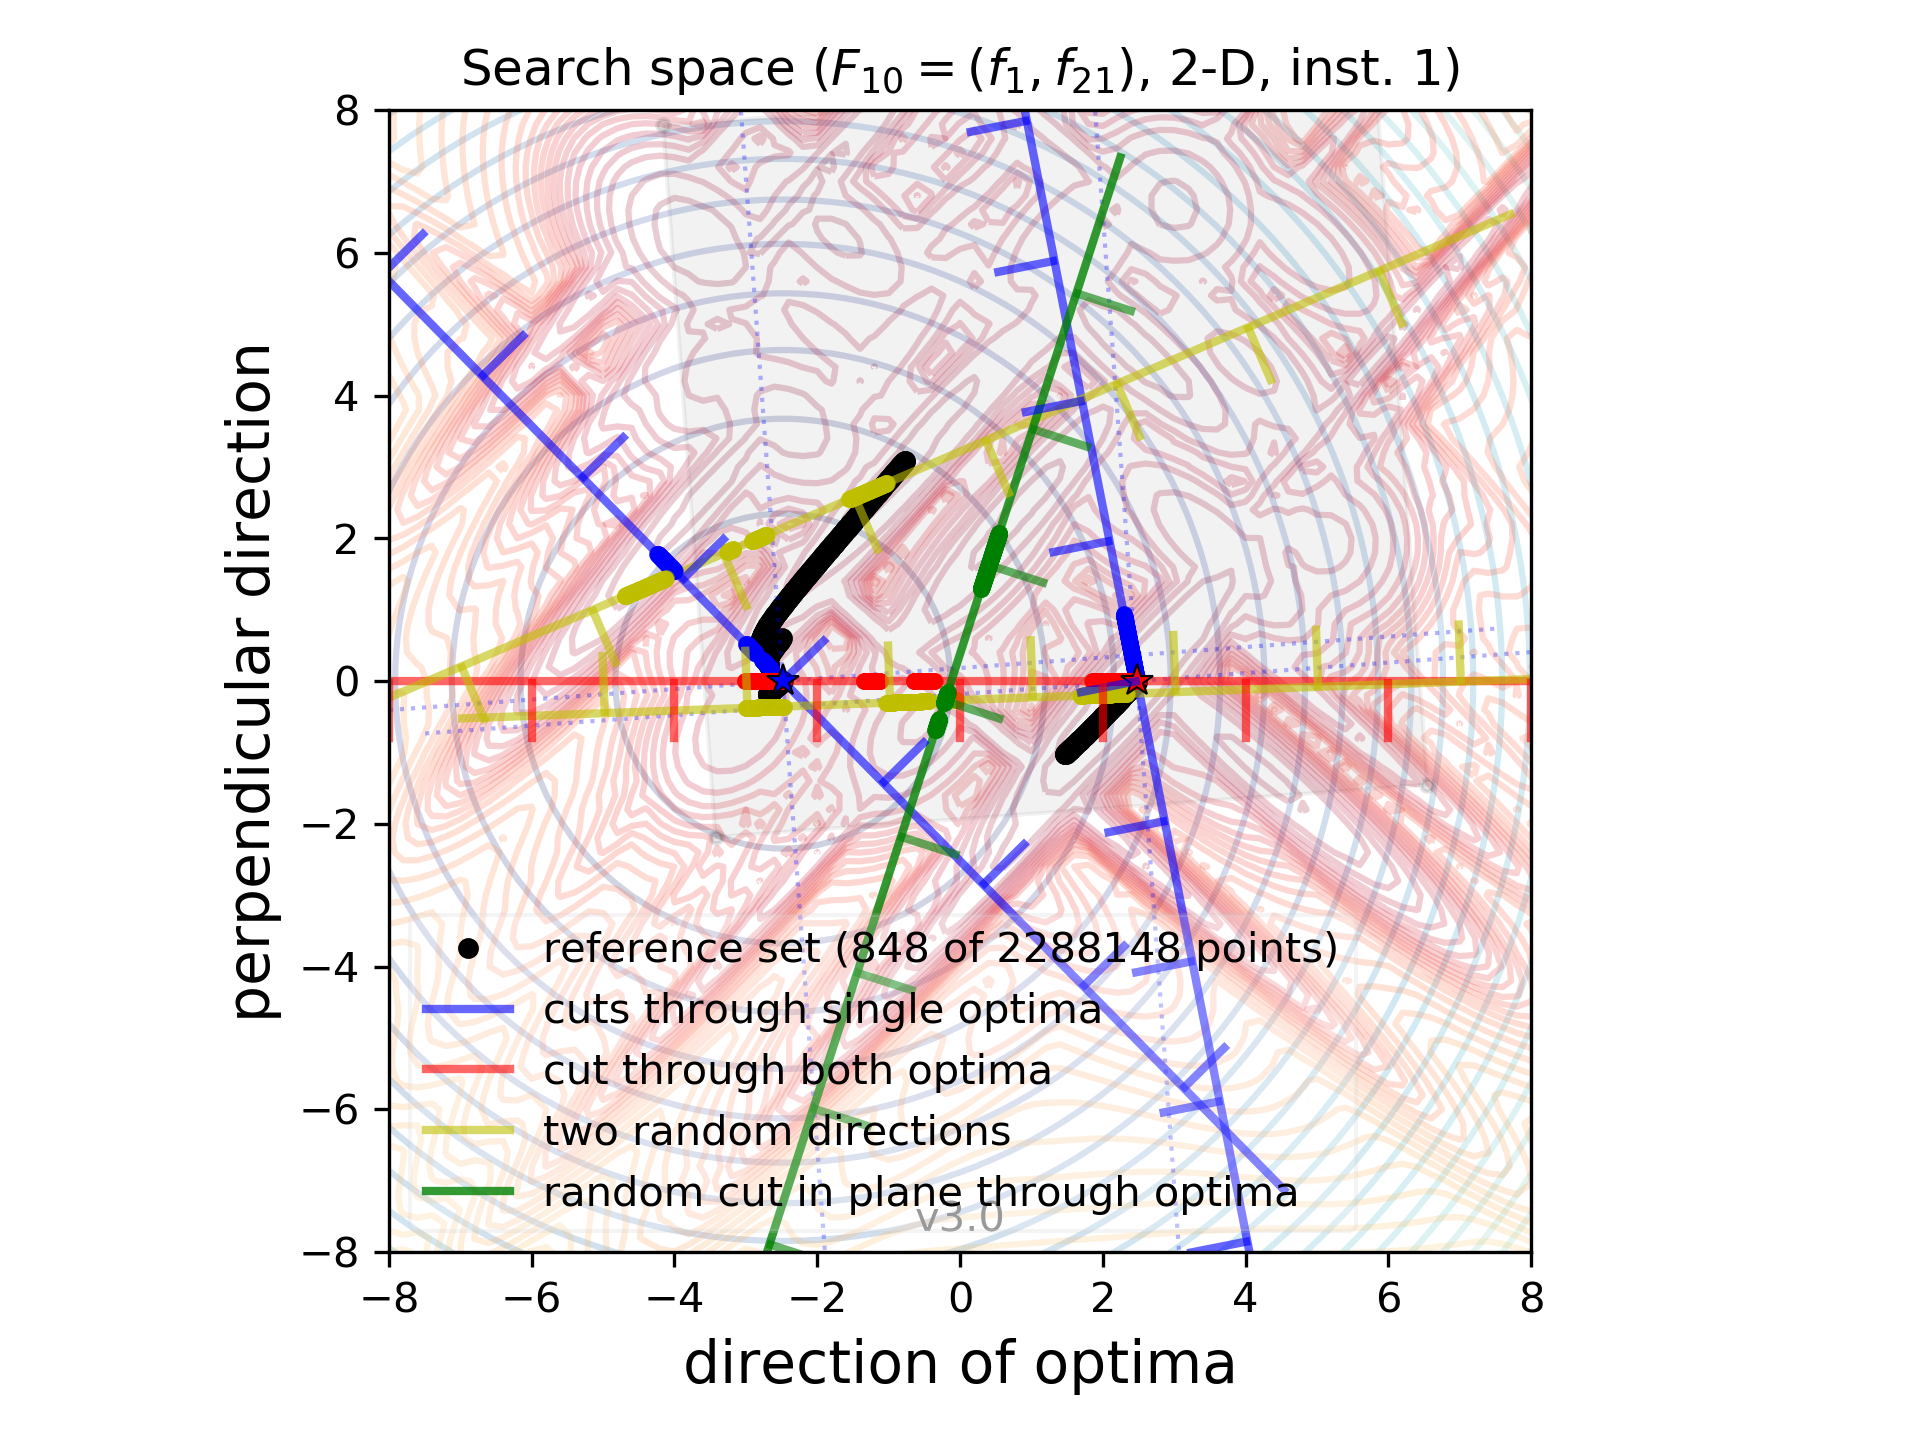 Search space (F₁₀ = (f₁, f₂₁), 2-D, inst. 1)
8
6
4
2
0
−2
−4
−6
−8
perpendicular direction
reference set (848 of 2288148 points)
cuts through single optima
cut through both optima
two random directions
random cut in plane through optima
v3.0
−8 −6 −4 −2 0 2 4 6 8
direction of optima